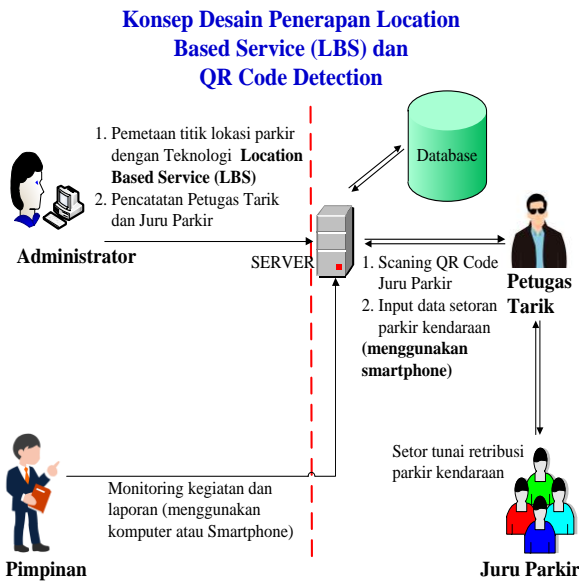 Konsep Desain Penerapan Location
Based Service (LBS) dan
QR Code Detection
1. Pemetaan titik lokasi parkir
dengan Teknologi Location
Based Service (LBS)
2. Pencatatan Petugas Tarik
dan Juru Parkir
Administrator
Database
SERVER
1. Scaning QR Code
Juru Parkir
2. Input data setoran
parkir kendaraan
(menggunakan
smartphone)
Petugas
Tarik
Setor tunai retribusi
parkir kendaraan
Monitoring kegiatan dan
laporan (menggunakan
komputer atau Smartphone)
Pimpinan
Juru Parkir